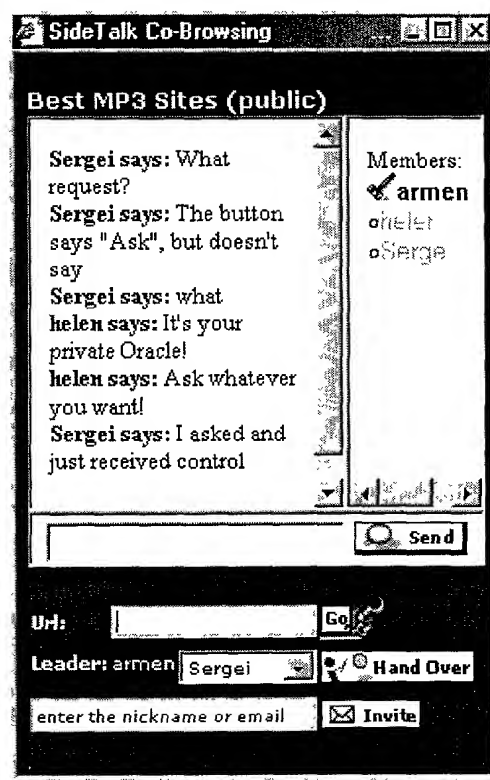 SideTalk Co-Browsing
Best MP3 Sites (public)
Sergei says: What
request?
Sergei says: The button
says "Ask", but doesn't
say
Sergei says: what
helen says: It's your
private Oracle!
helen says: Ask whatever
you want!
Sergei says: I asked and
just received control
Members:
armen
helen
Serge
Send
Url:
Go
Leader: armen
Sergei
Hand Over
enter the nickname or email
Invite